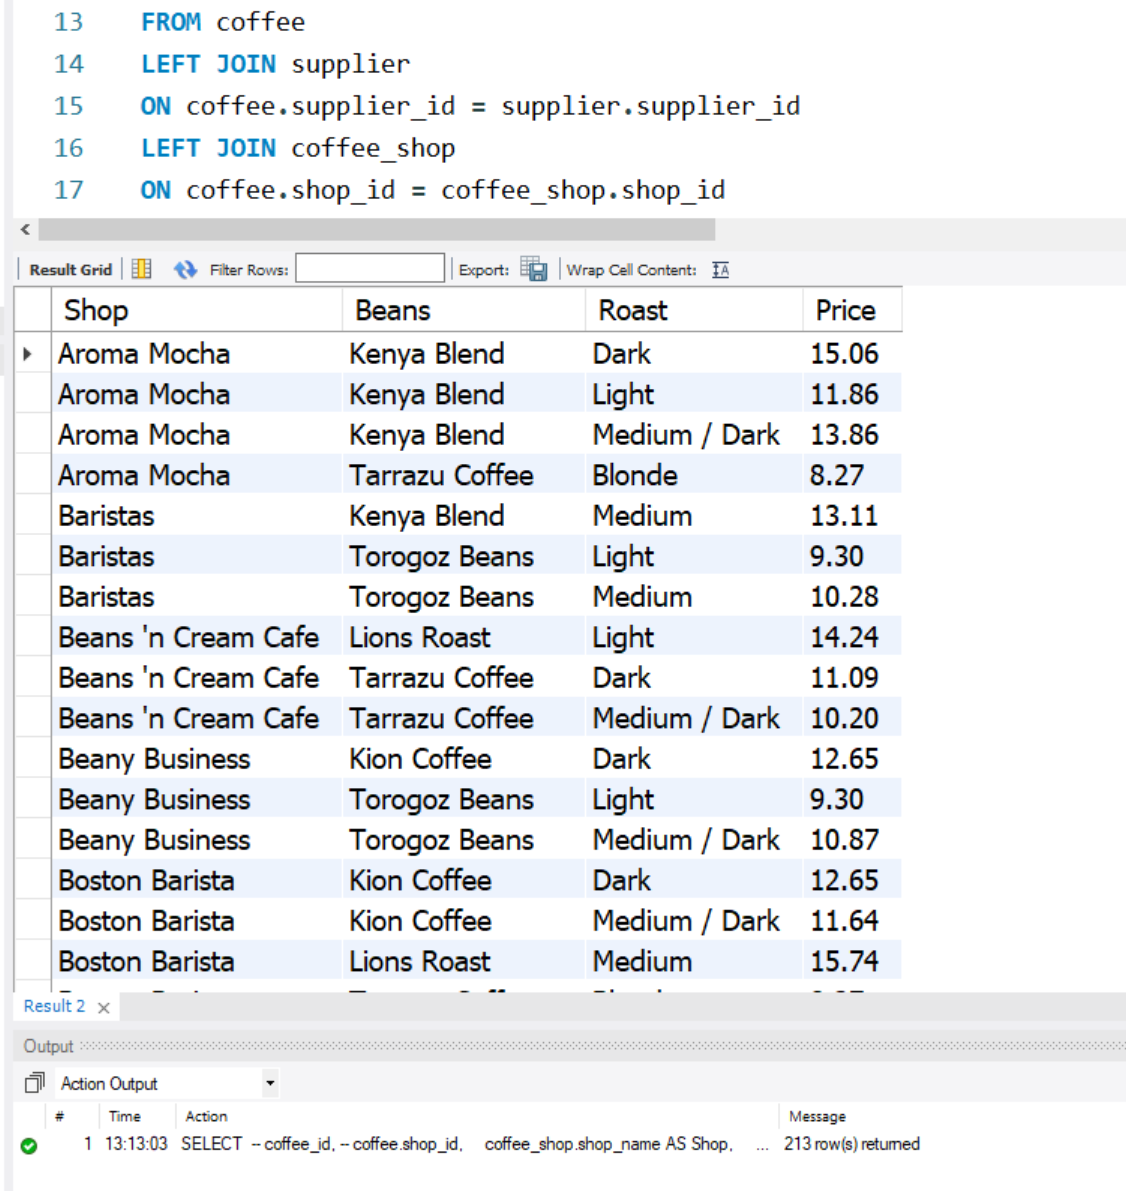 13 FROM coffee
14 LEFT JOIN supplier
15 ON coffee.supplier_id = supplier.supplier_id
16 LEFT JOIN coffee_shop
17 ON coffee.shop_id = coffee_shop.shop_id
Result Grid Filter Rows: Export: Wrap Cell Content: IA
Shop Beans Roast Price
Aroma Mocha Kenya Blend Dark 15.06
Aroma Mocha Kenya Blend Light 11.86
Aroma Mocha Kenya Blend Medium / Dark 13.86
Aroma Mocha Tarrazu Coffee Blonde 8.27
Baristas Kenya Blend Medium 13.11
Baristas Torogoz Beans Light 9.30
Baristas Torogoz Beans Medium 10.28
Beans 'n Cream Cafe Lions Roast Light 14.24
Beans 'n Cream Cafe Tarrazu Coffee Dark 11.09
Beans 'n Cream Cafe Tarrazu Coffee Medium / Dark 10.20
Beany Business Kion Coffee Dark 12.65
Beany Business Torogoz Beans Light 9.30
Beany Business Torogoz Beans Medium / Dark 10.87
Boston Barista Kion Coffee Dark 12.65
Boston Barista Kion Coffee Medium / Dark 11.64
Boston Barista Lions Roast Medium 15.74
Result 2 ×
Output
Action Output
# Time Action Message
1 13:13:03 SELECT -- coffee_id, -- coffee.shop_id, coffee_shop.shop_name AS Shop, ... 213 row(s) returned